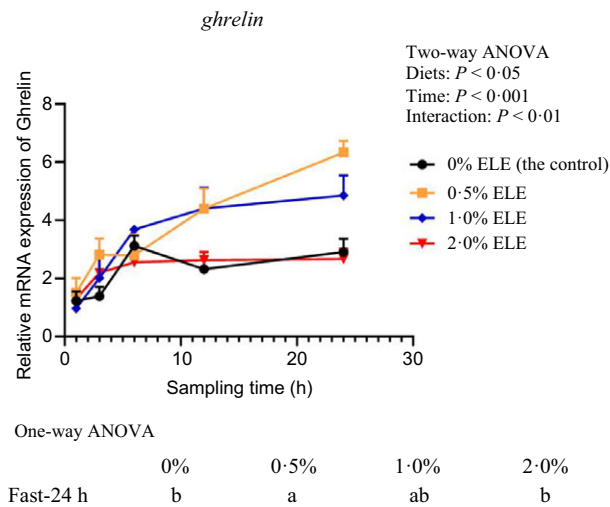 ghrelin
Two-way ANOVA
Diets: P < 0·05
Time: P < 0·001
Interaction: P < 0·01
0% ELE (the control)
0·5% ELE
1·0% ELE
2·0% ELE
Relative mRNA expression of Ghrelin
8
6
4
2
0
0 10 20 30
Sampling time (h)
One-way ANOVA
0% 0·5% 1·0% 2·0%
Fast-24 h b a ab b